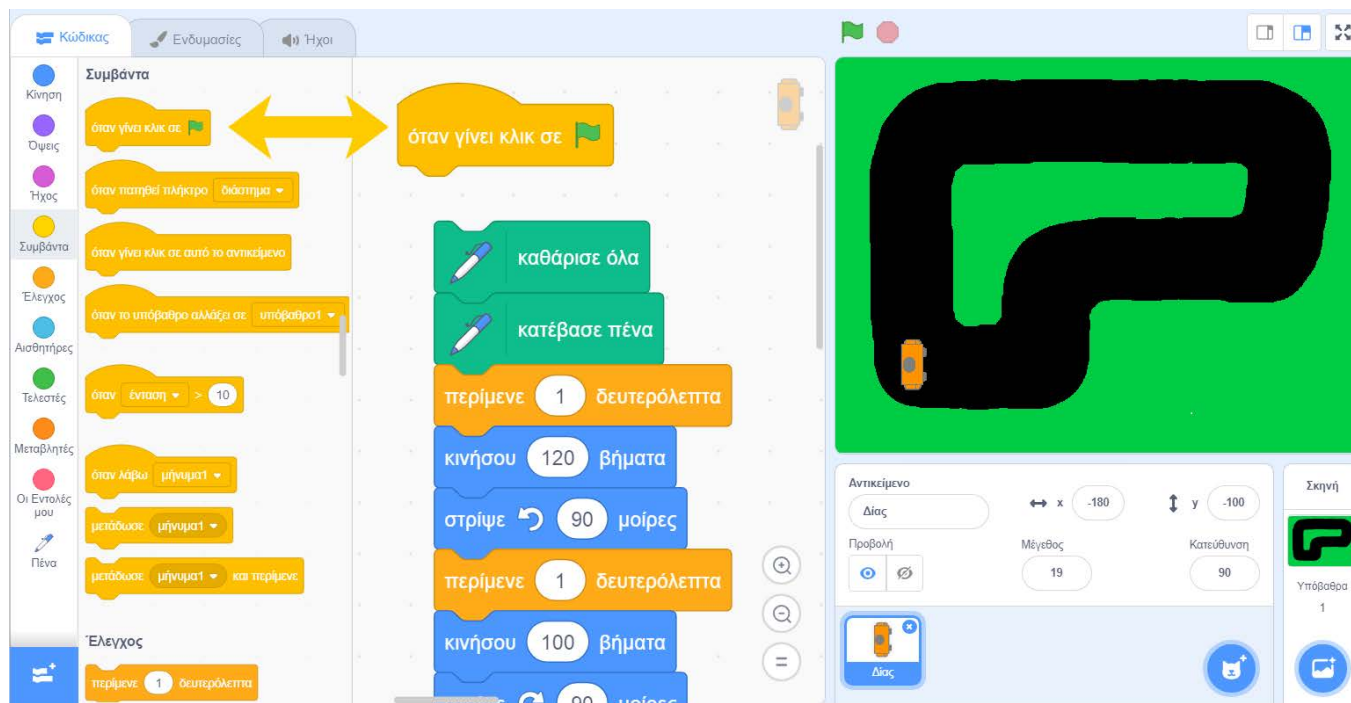 Κώδικας
Ενδυμασίες
Ήχοι
Κίνηση
Όψεις
Ήχος
Συμβάντα
Έλεγχος
Αισθητήρες
Τελεστές
Μεταβλητές
Οι Εντολές
μου
Πένα
Συμβάντα
όταν γίνει κλικ σε
όταν πατηθεί πλήκτρο διάστημα
όταν γίνει κλικ σε αυτό το αντικείμενο
όταν το υπόβαθρο αλλάξει σε υπόβαθρο1
όταν ένταση > 10
όταν λάβω μήνυμα1
μετάδωσε μήνυμα1
μετάδωσε μήνυμα1 και περίμενε
Έλεγχος
περίμενε 1 δευτερόλεπτα
όταν γίνει κλικ σε
καθάρισε όλα
κατέβασε πένα
περίμενε 1 δευτερόλεπτα
κινήσου 120 βήματα
στρίψε 90 μοίρες
περίμενε 1 δευτερόλεπτα
κινήσου 100 βήματα
90 μοίρες
Αντικείμενο
Δίας
x -180
y -100
Προβολή
Μέγεθος
19
Κατεύθυνση
90
Δίας
Σκηνή
Υπόβαθρα
1